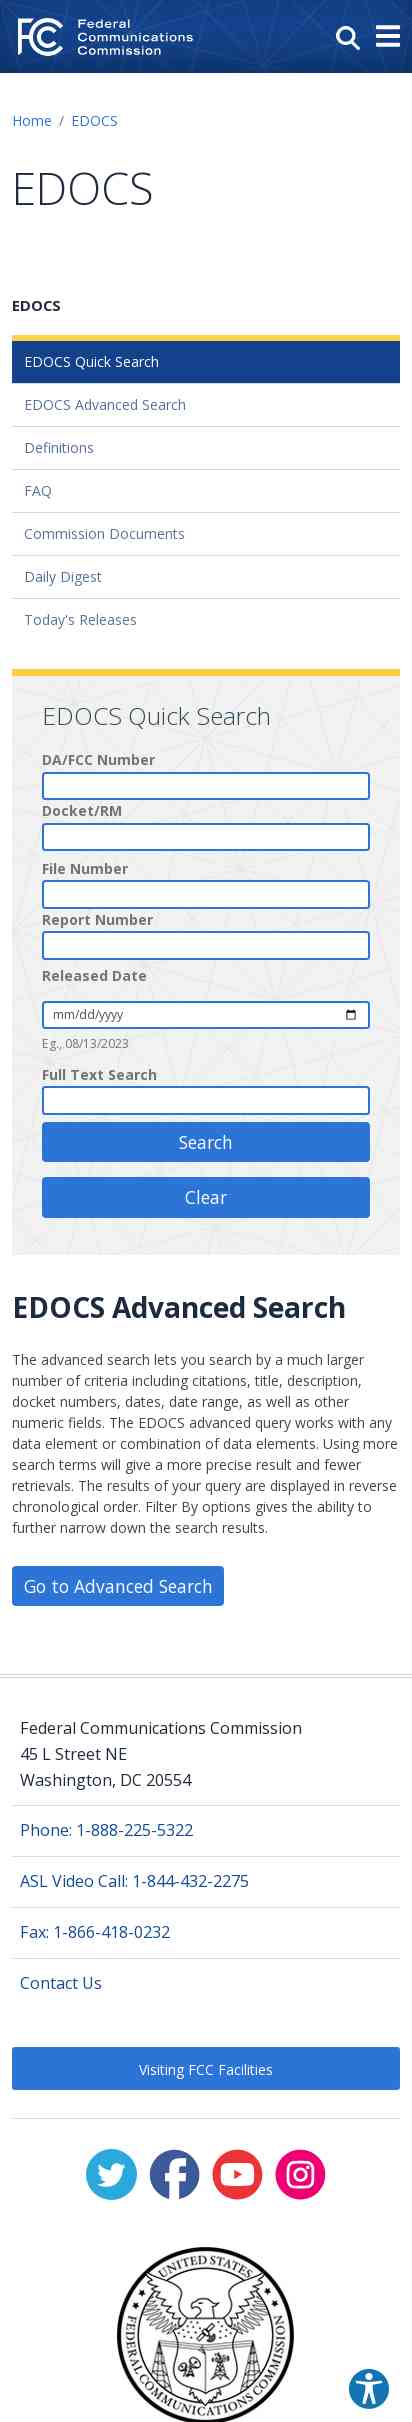 FCC
Federal
Communications
Commission
Home / EDOCS
EDOCS
EDOCS
EDOCS Quick Search
EDOCS Advanced Search
Definitions
FAQ
Commission Documents
Daily Digest
Today's Releases
EDOCS Quick Search
DA/FCC Number
Docket/RM
File Number
Report Number
Released Date
mm/dd/yyyy
Eg., 08/13/2023
Full Text Search
Search
Clear
EDOCS Advanced Search
The advanced search lets you search by a much larger
number of criteria including citations, title, description,
docket numbers, dates, date range, as well as other
numeric fields. The EDOCS advanced query works with any
data element or combination of data elements. Using more
search terms will give a more precise result and fewer
retrievals. The results of your query are displayed in reverse
chronological order. Filter By options gives the ability to
further narrow down the search results.
Go to Advanced Search
Federal Communications Commission
45 L Street NE
Washington, DC 20554
Phone: 1-888-225-5322
ASL Video Call: 1-844-432-2275
Fax: 1-866-418-0232
Contact Us
Visiting FCC Facilities
UNITED STATES
FEDERAL COMMUNICATIONS COMMISSION